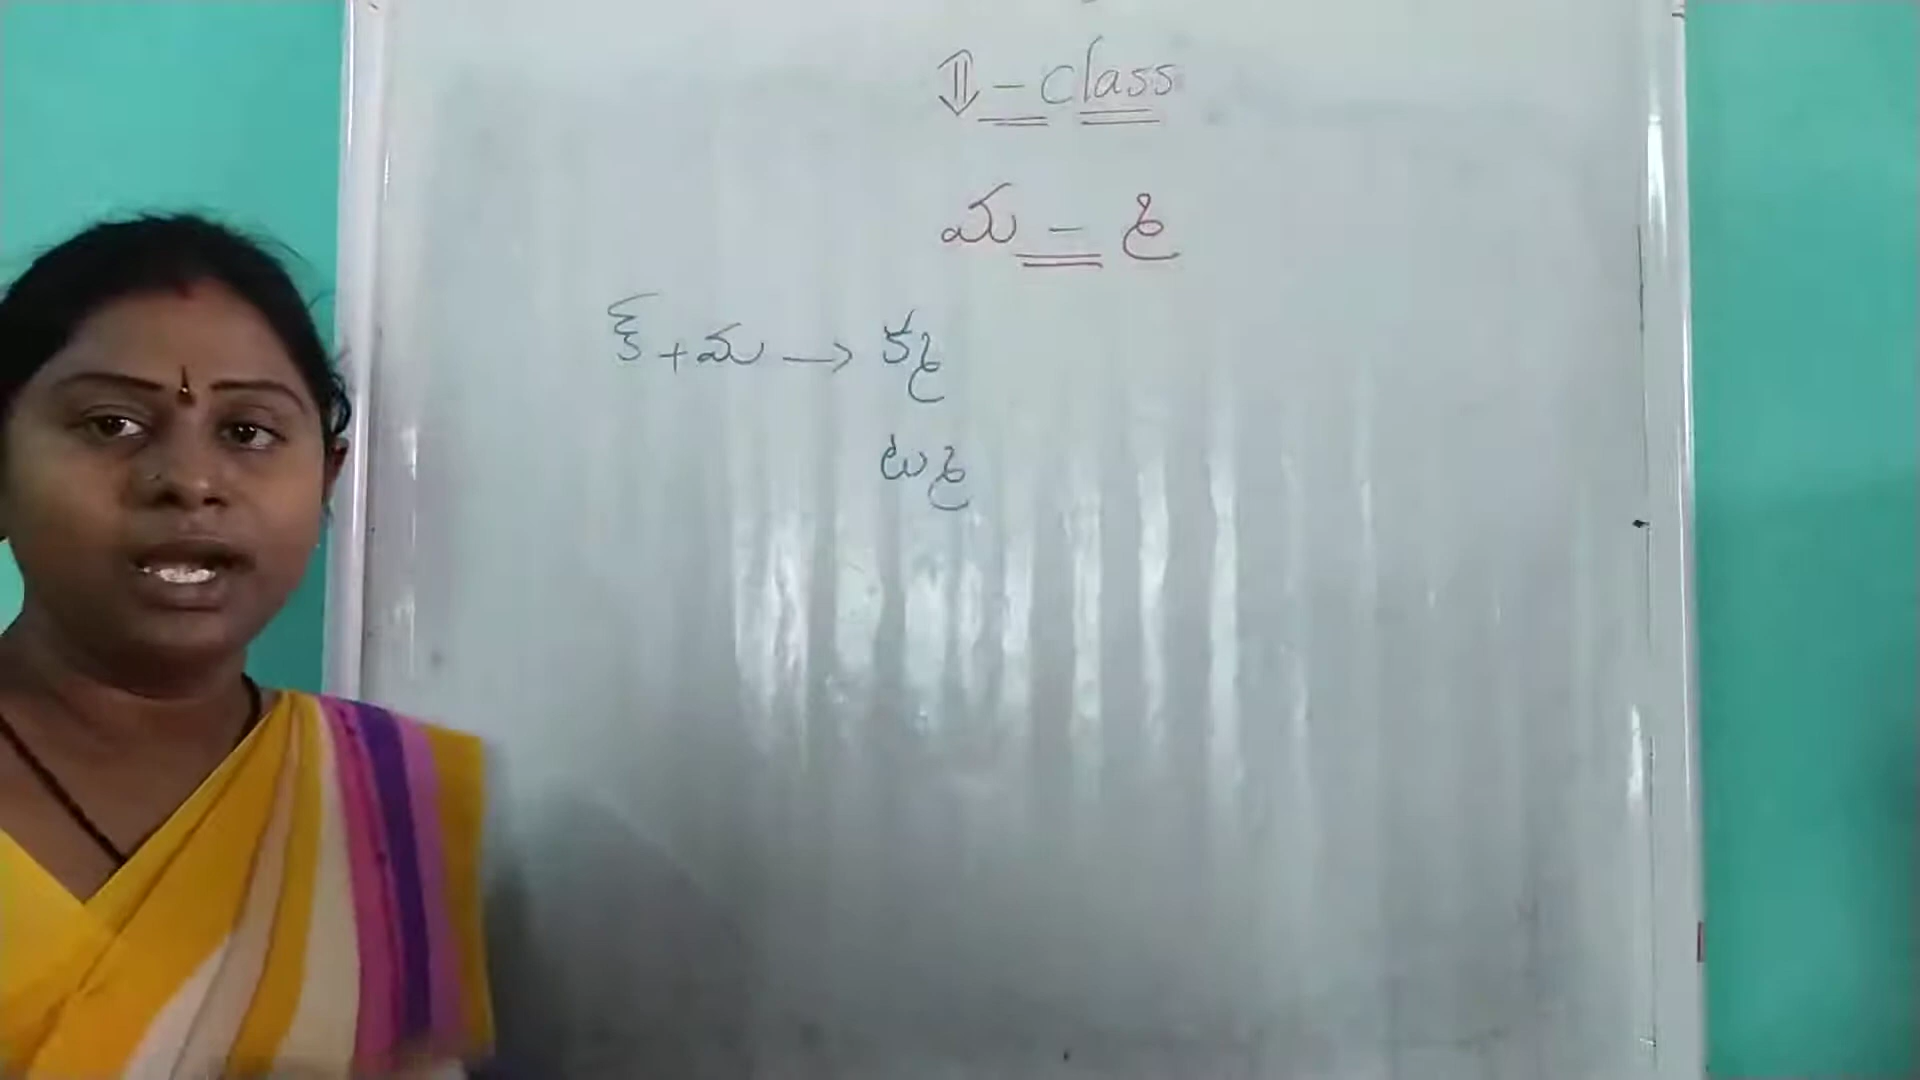 II - class
మ - ్మ
క్ + మ → క్మ
ట్మ